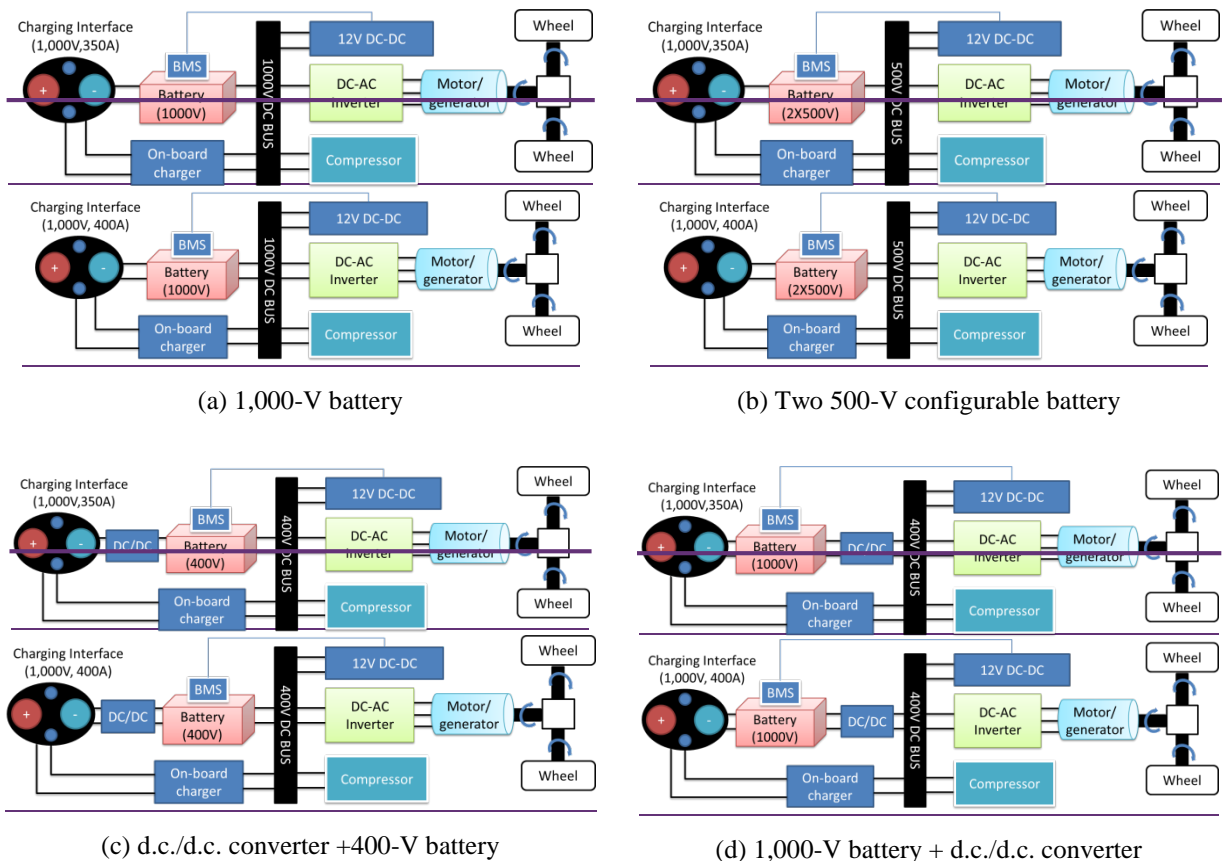 Charging Interface
(1,000V,350A)
+
-
BMS
Battery
(1000V)
On-board
charger
1000V DC BUS
12V DC-DC
DC-AC
Inverter
Motor/
generator
Compressor
Wheel
Wheel
Charging Interface
(1,000V, 400A)
+
-
BMS
Battery
(1000V)
On-board
charger
1000V DC BUS
12V DC-DC
DC-AC
Inverter
Motor/
generator
Compressor
Wheel
Wheel
(a) 1,000-V battery
Charging Interface
(1,000V,350A)
+
-
BMS
Battery
(2X500V)
On-board
charger
500V DC BUS
12V DC-DC
DC-AC
Inverter
Motor/
generator
Compressor
Wheel
Wheel
Charging Interface
(1,000V, 400A)
+
-
BMS
Battery
(2X500V)
On-board
charger
500V DC BUS
12V DC-DC
DC-AC
Inverter
Motor/
generator
Compressor
Wheel
Wheel
(b) Two 500-V configurable battery
Charging Interface
(1,000V,350A)
+
-
DC/DC
BMS
Battery
(400V)
On-board
charger
400V DC BUS
12V DC-DC
DC-AC
Inverter
Motor/
generator
Compressor
Wheel
Wheel
Charging Interface
(1,000V, 400A)
+
-
DC/DC
BMS
Battery
(400V)
On-board
charger
400V DC BUS
12V DC-DC
DC-AC
Inverter
Motor/
generator
Compressor
Wheel
Wheel
(c) d.c./d.c. converter +400-V battery
Charging Interface
(1,000V,350A)
+
-
BMS
Battery
(1000V)
DC/DC
On-board
charger
400V DC BUS
12V DC-DC
DC-AC
Inverter
Motor/
generator
Compressor
Wheel
Wheel
Charging Interface
(1,000V, 400A)
+
-
BMS
Battery
(1000V)
DC/DC
On-board
charger
400V DC BUS
12V DC-DC
DC-AC
Inverter
Motor/
generator
Compressor
Wheel
Wheel
(d) 1,000-V battery + d.c./d.c. converter